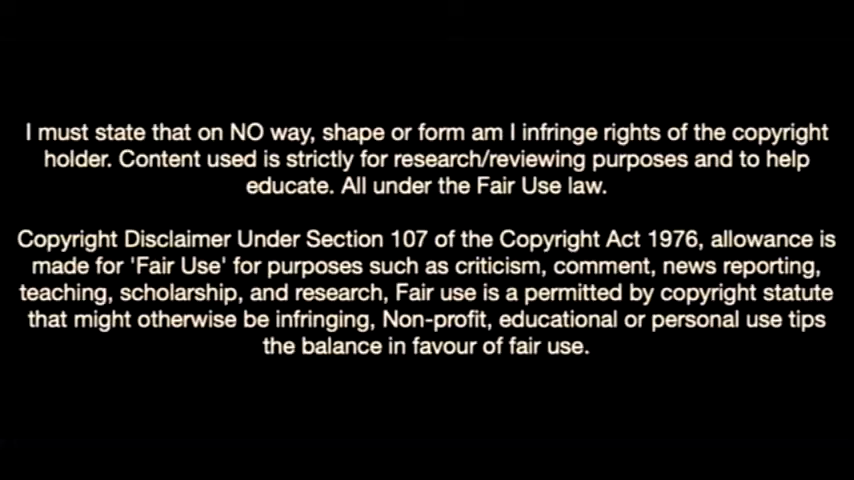 I must state that on NO way, shape or form am I infringe rights of the copyright
holder. Content used is strictly for research/reviewing purposes and to help
educate. All under the Fair Use law.
Copyright Disclaimer Under Section 107 of the Copyright Act 1976, allowance is
made for 'Fair Use' for purposes such as criticism, comment, news reporting,
teaching, scholarship, and research, Fair use is a permitted by copyright statute
that might otherwise be infringing, Non-profit, educational or personal use tips
the balance in favour of fair use.